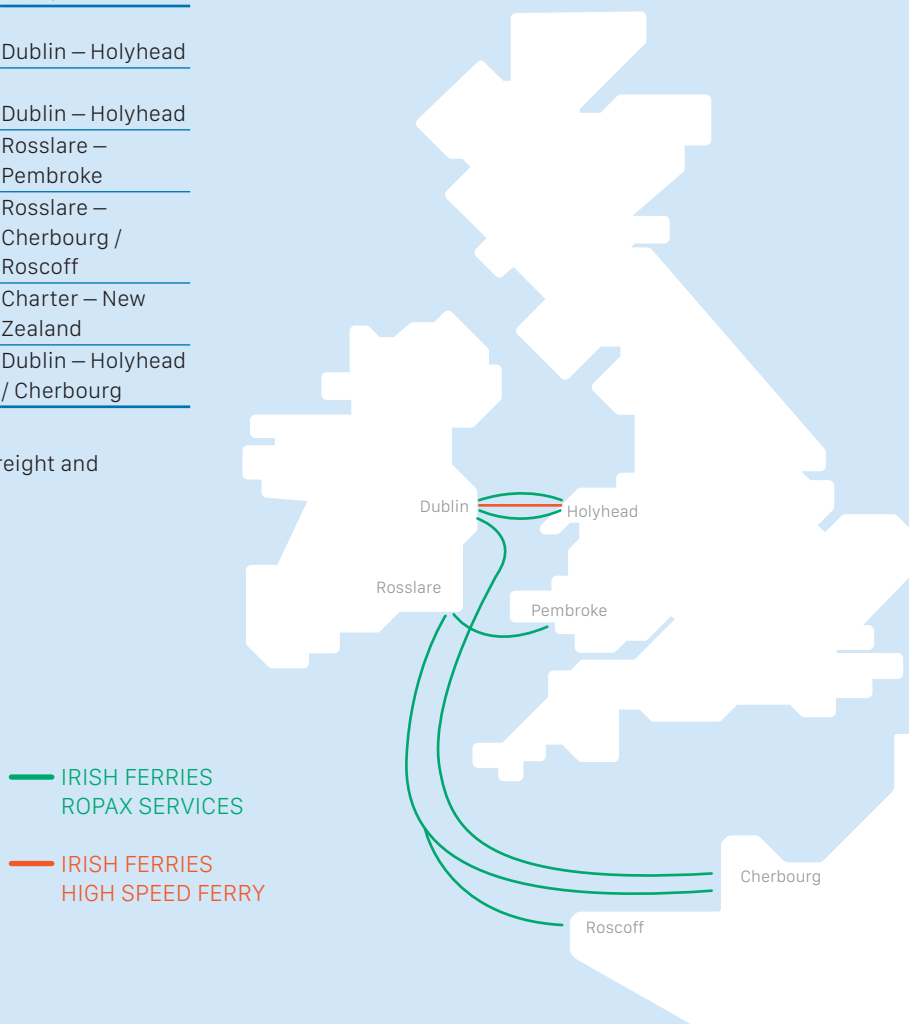 Dublin – Holyhead
Dublin – Holyhead
Rosslare –
Pembroke
Rosslare –
Cherbourg /
Roscoff
Charter – New
Zealand
Dublin – Holyhead
/ Cherbourg
reight and
Dublin
Holyhead
Rosslare
Pembroke
IRISH FERRIES
ROPAX SERVICES
IRISH FERRIES
HIGH SPEED FERRY
Cherbourg
Roscoff